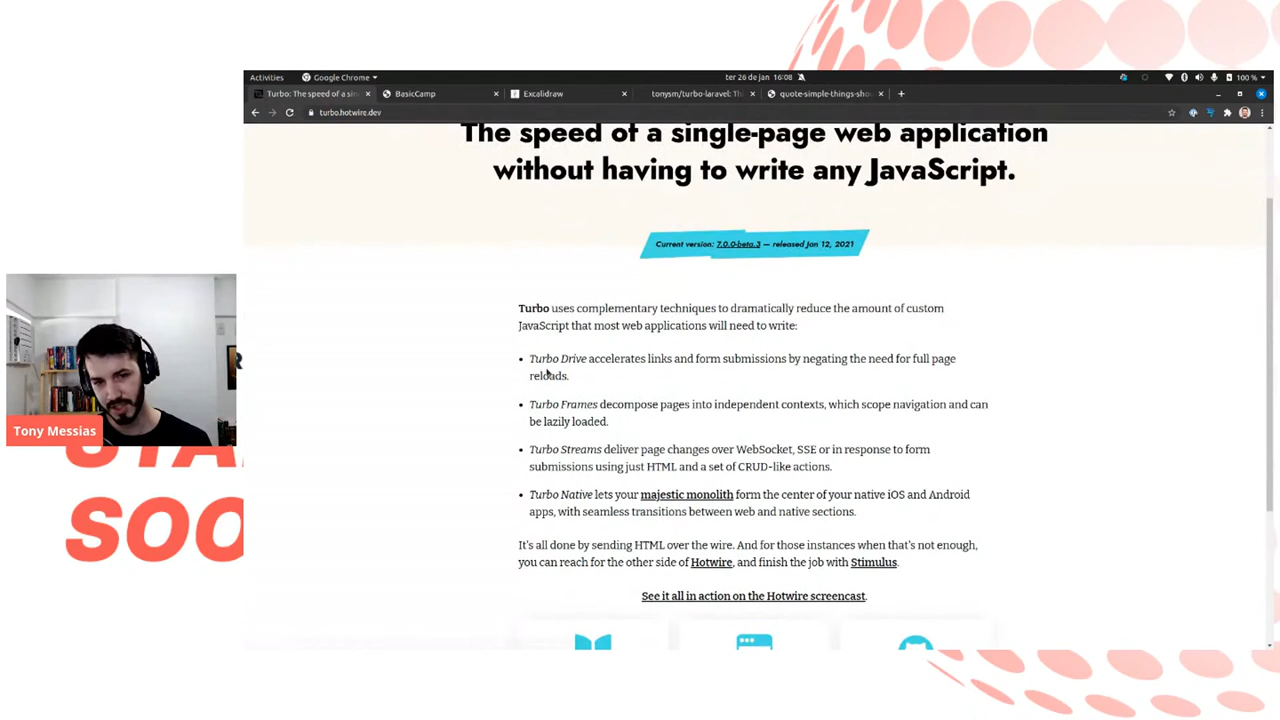 Activities
Google Chrome
ter 26 de jan 16:08
100 %
Turbo: The speed of a sin
BasicCamp
Excalidraw
tonysm/turbo-laravel: Th
quote-simple-things-shou
turbo.hotwire.dev
The speed of a single-page web application
without having to write any JavaScript.
Current version: 7.0.0-beta.3 — released Jan 12, 2021
Turbo uses complementary techniques to dramatically reduce the amount of custom
JavaScript that most web applications will need to write:
• Turbo Drive accelerates links and form submissions by negating the need for full page
reloads.
• Turbo Frames decompose pages into independent contexts, which scope navigation and can
be lazily loaded.
• Turbo Streams deliver page changes over WebSocket, SSE or in response to form
submissions using just HTML and a set of CRUD-like actions.
• Turbo Native lets your majestic monolith form the center of your native iOS and Android
apps, with seamless transitions between web and native sections.
It's all done by sending HTML over the wire. And for those instances when that's not enough,
you can reach for the other side of Hotwire, and finish the job with Stimulus.
See it all in action on the Hotwire screencast.
Tony Messias
SOO